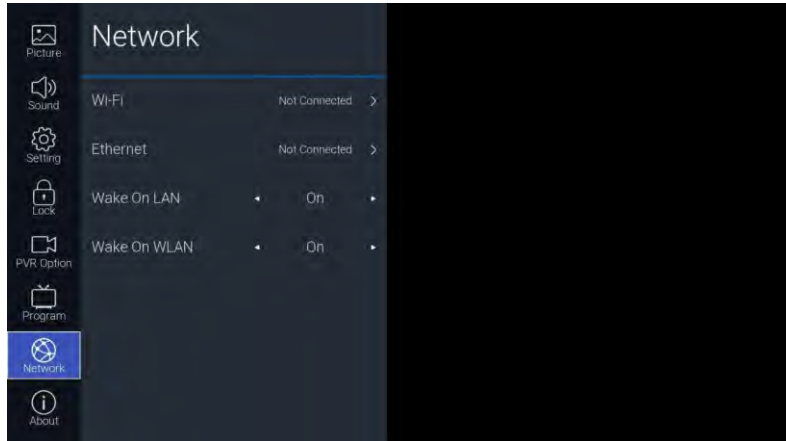 Picture
Sound
Setting
Lock
PVR Option
Program
Network
About
Network
Wi-Fi Not Connected >
Ethernet Not Connected >
Wake On LAN ◂ On ▸
Wake On WLAN ◂ On ▸